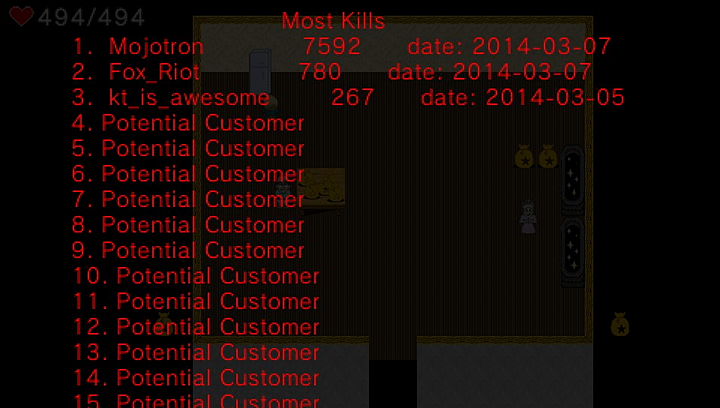 494/494
Most Kills
1. Mojotron 7592 date: 2014-03-07
2. Fox_Riot 780 date: 2014-03-07
3. kt_is_awesome 267 date: 2014-03-05
4. Potential Customer
5. Potential Customer
6. Potential Customer
7. Potential Customer
8. Potential Customer
9. Potential Customer
10. Potential Customer
11. Potential Customer
12. Potential Customer
13. Potential Customer
14. Potential Customer
15. Potential Customer